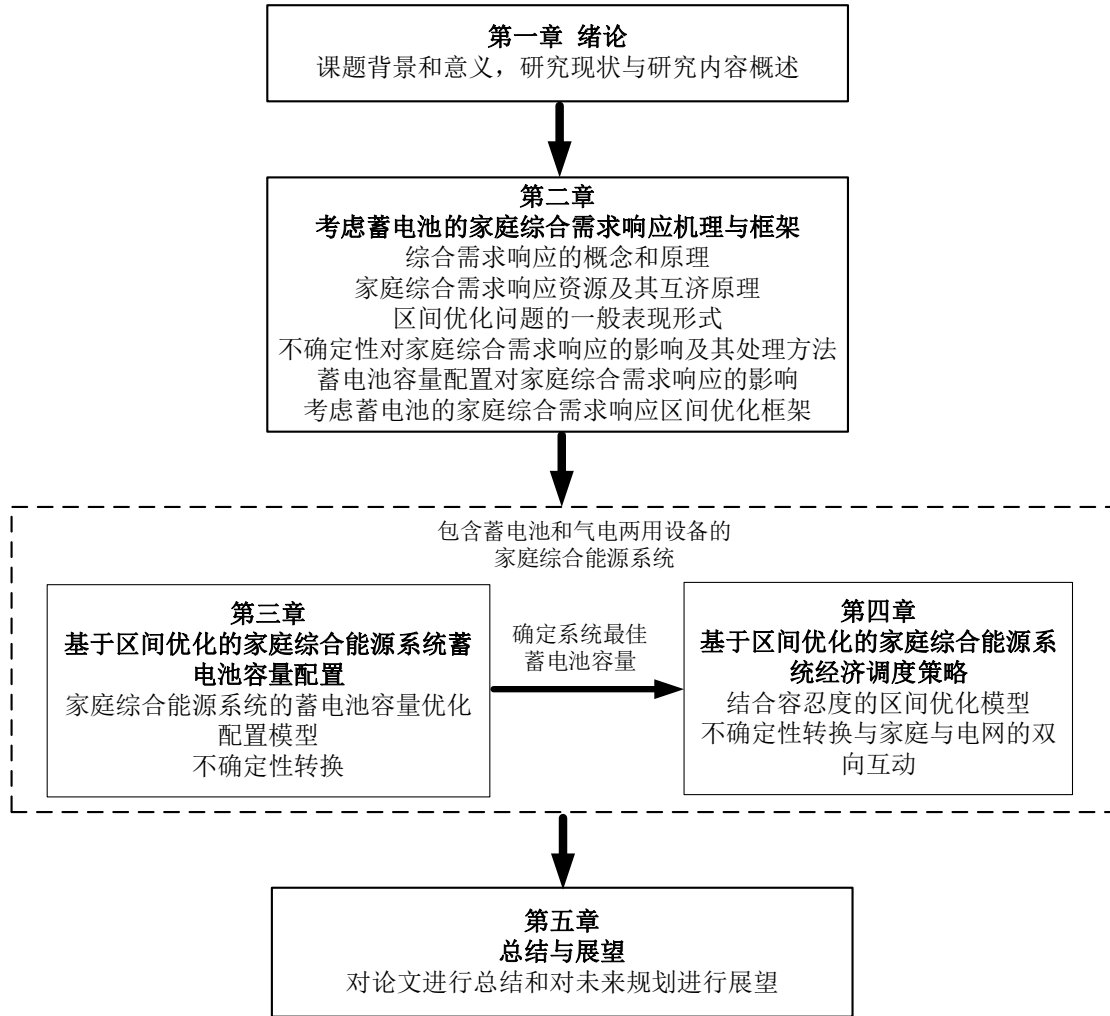 第一章 绪论
课题背景和意义，研究现状与研究内容概述
第二章
考虑蓄电池的家庭综合需求响应机理与框架
综合需求响应的概念和原理
家庭综合需求响应资源及其互济原理
区间优化问题的一般表现形式
不确定性对家庭综合需求响应的影响及其处理方法
蓄电池容量配置对家庭综合需求响应的影响
考虑蓄电池的家庭综合需求响应区间优化框架
包含蓄电池和气电两用设备的
家庭综合能源系统
第三章
基于区间优化的家庭综合能源系统蓄
电池容量配置
家庭综合能源系统的蓄电池容量优化
配置模型
不确定性转换
确定系统最佳
蓄电池容量
第四章
基于区间优化的家庭综合能源系
统经济调度策略
结合容忍度的区间优化模型
不确定性转换与家庭与电网的双
向互动
第五章
总结与展望
对论文进行总结和对未来规划进行展望